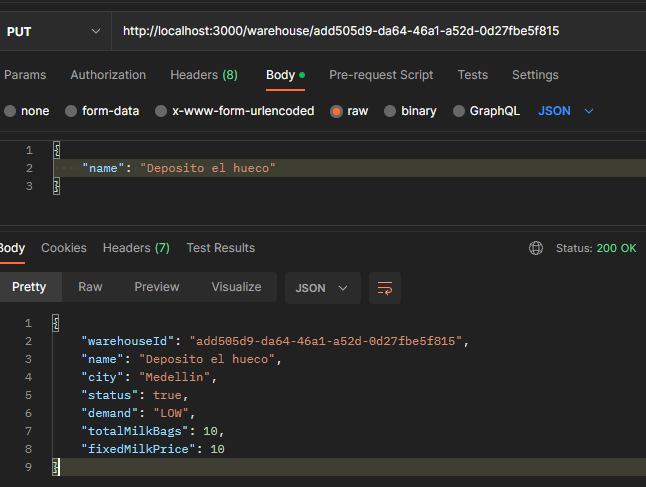 PUT http://localhost:3000/warehouse/add505d9-da64-46a1-a52d-0d27fbe5f815
Params Authorization Headers (8) Body Pre-request Script Tests Settings
none form-data x-www-form-urlencoded raw binary GraphQL JSON
1 {
2 "name": "Deposito el hueco"
3 }
Body Cookies Headers (7) Test Results Status: 200 OK
Pretty Raw Preview Visualize JSON
1 {
2 "warehouseId": "add505d9-da64-46a1-a52d-0d27fbe5f815",
3 "name": "Deposito el hueco",
4 "city": "Medellin",
5 "status": true,
6 "demand": "LOW",
7 "totalMilkBags": 10,
8 "fixedMilkPrice": 10
9 }